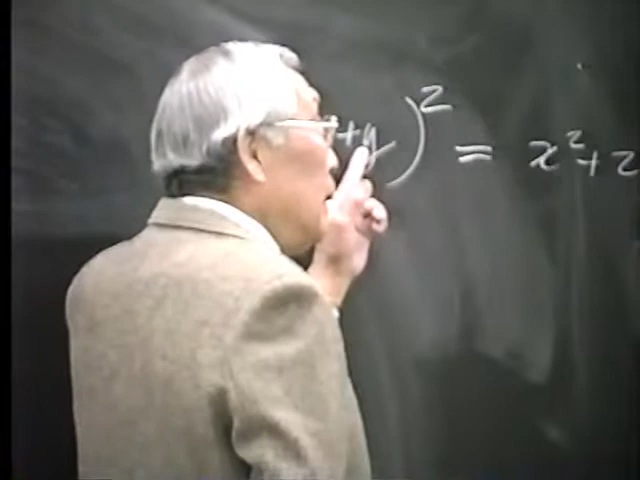 +y)² = x²+2